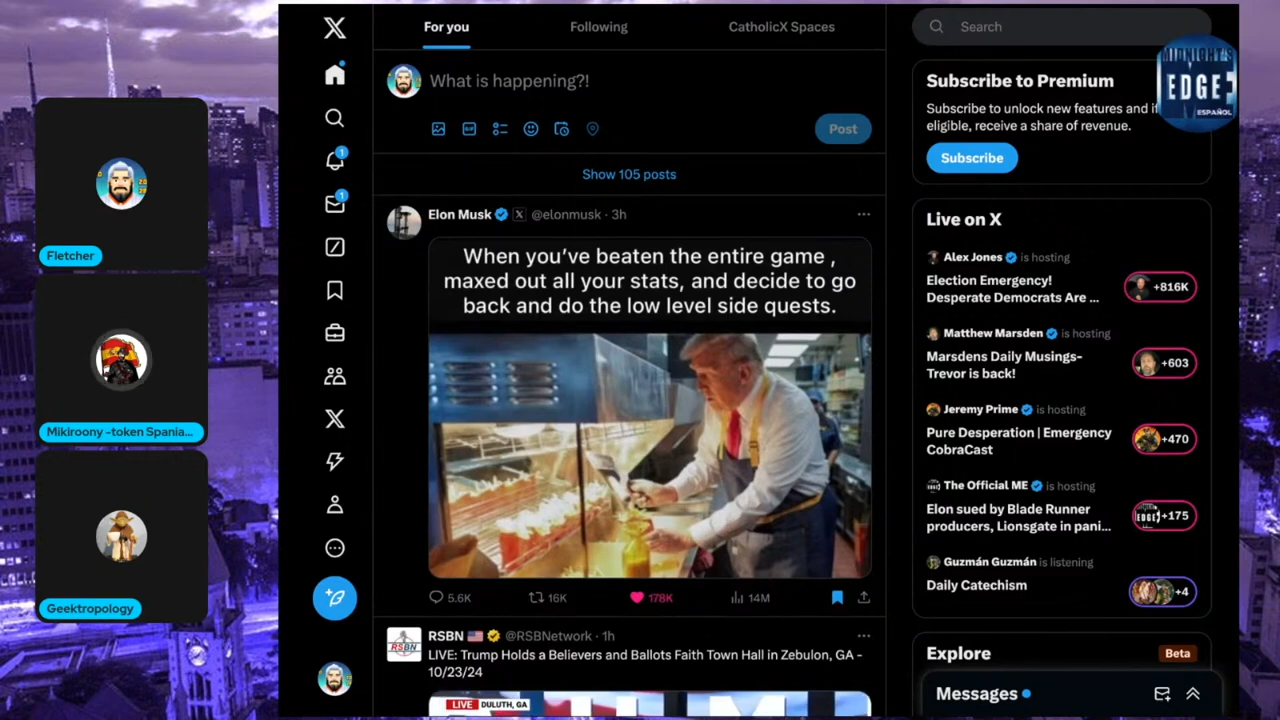 Fletcher
Mikiroony -token Spania...
Geektropology
For you
Following
CatholicX Spaces
What is happening?!
Post
Show 105 posts
Elon Musk X @elonmusk · 3h
When you've beaten the entire game ,
maxed out all your stats, and decide to go
back and do the low level side quests.
5.6K
16K
178K
14M
RSBN @RSBNetwork · 1h
RSBN
LIVE: Trump Holds a Believers and Ballots Faith Town Hall in Zebulon, GA -
10/23/24
LIVE DULUTH, GA
Search
MIDNIGHT'S
EDGE
ESPAÑOL
Subscribe to Premium
Subscribe to unlock new features and if
eligible, receive a share of revenue.
Subscribe
Live on X
Alex Jones is hosting
Election Emergency!
Desperate Democrats Are ...
+816K
Matthew Marsden is hosting
Marsdens Daily Musings-
Trevor is back!
+603
Jeremy Prime is hosting
Pure Desperation | Emergency
CobraCast
+470
The Official ME is hosting
Elon sued by Blade Runner
producers, Lionsgate in pani...
EDGE
+175
Guzmán Guzmán is listening
Daily Catechism
+4
Explore
Beta
Messages
1
1